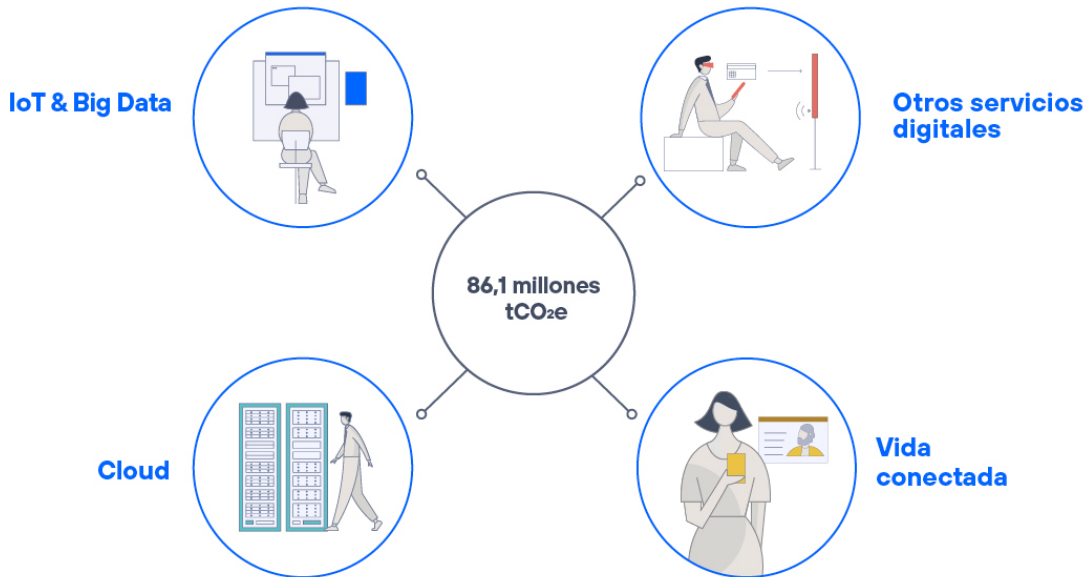 IoT & Big Data
Otros servicios
digitales
86,1 millones
tCO₂e
Cloud
Vida
conectada